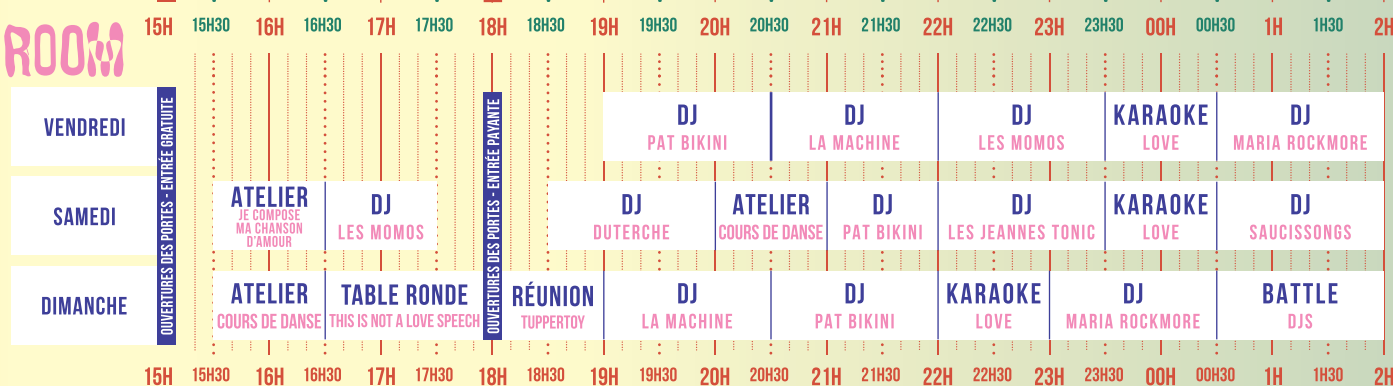 15H 15H30 16H 16H30 17H 17H30 18H 18H30 19H 19H30 20H 20H30 21H 21H30 22H 22H30 23H 23H30 00H 00H30 1H 1H30 2H
ROOM
OUVERTURES DES PORTES - ENTRÉE GRATUITE
OUVERTURES DES PORTES - ENTRÉE PAYANTE
VENDREDI
DJ
PAT BIKINI
DJ
LA MACHINE
DJ
LES MOMOS
KARAOKE
LOVE
DJ
MARIA ROCKMORE
SAMEDI
ATELIER
JE COMPOSE
MA CHANSON
D'AMOUR
DJ
LES MOMOS
DJ
DUTERCHE
ATELIER
COURS DE DANSE
DJ
PAT BIKINI
DJ
LES JEANNES TONIC
KARAOKE
LOVE
DJ
SAUCISSONGS
DIMANCHE
ATELIER
COURS DE DANSE
TABLE RONDE
THIS IS NOT A LOVE SPEECH
RÉUNION
TUPPERTOY
DJ
LA MACHINE
DJ
PAT BIKINI
KARAOKE
LOVE
DJ
MARIA ROCKMORE
BATTLE
DJS
15H 15H30 16H 16H30 17H 17H30 18H 18H30 19H 19H30 20H 20H30 21H 21H30 22H 22H30 23H 23H30 00H 00H30 1H 1H30 2H